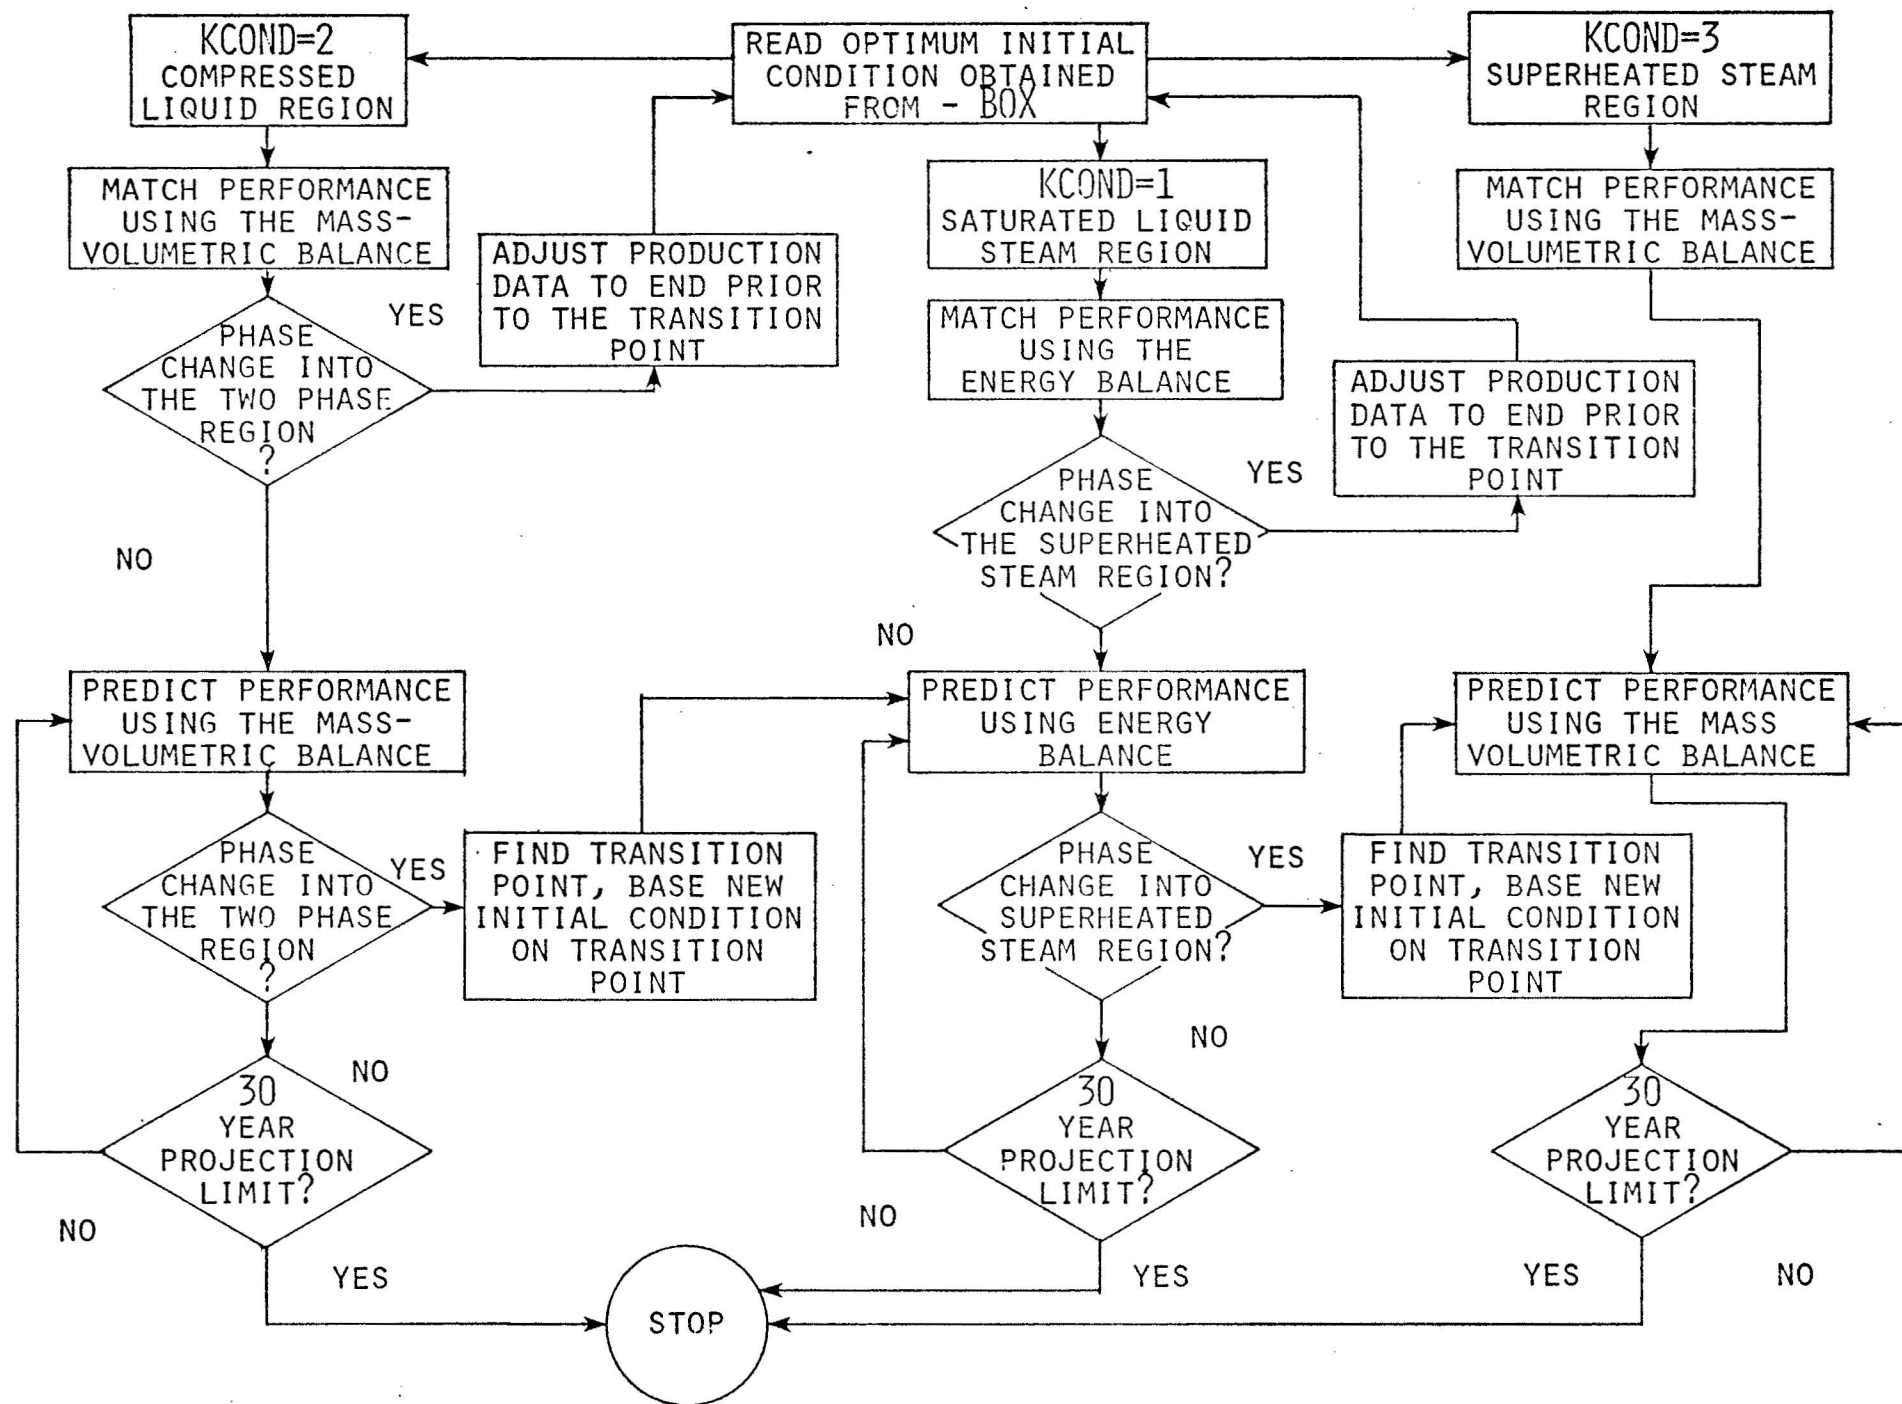 KCOND=2
COMPRESSED
LIQUID REGION
READ OPTIMUM INITIAL
CONDITION OBTAINED
FROM - BOX
KCOND=3
SUPERHEATED STEAM
REGION
MATCH PERFORMANCE
USING THE MASS-
VOLUMETRIC BALANCE
ADJUST PRODUCTION
DATA TO END PRIOR
TO THE TRANSITION
POINT
KCOND=1
SATURATED LIQUID
STEAM REGION
MATCH PERFORMANCE
USING THE MASS-
VOLUMETRIC BALANCE
YES
PHASE
CHANGE INTO
THE TWO PHASE
REGION
?
MATCH PERFORMANCE
USING THE
ENERGY BALANCE
ADJUST PRODUCTION
DATA TO END PRIOR
TO THE TRANSITION
POINT
YES
PHASE
CHANGE INTO
THE SUPERHEATED
STEAM REGION?
NO
NO
PREDICT PERFORMANCE
USING THE MASS-
VOLUMETRIC BALANCE
PREDICT PERFORMANCE
USING ENERGY
BALANCE
PREDICT PERFORMANCE
USING THE MASS
VOLUMETRIC BALANCE
PHASE
CHANGE INTO
THE TWO PHASE
REGION
?
YES
FIND TRANSITION
POINT, BASE NEW
INITIAL CONDITION
ON TRANSITION
POINT
PHASE
CHANGE INTO
SUPERHEATED
STEAM REGION?
YES
FIND TRANSITION
POINT, BASE NEW
INITIAL CONDITION
ON TRANSITION
POINT
NO
NO
30
YEAR
PROJECTION
LIMIT?
30
YEAR
PROJECTION
LIMIT?
30
YEAR
PROJECTION
LIMIT?
NO
YES
STOP
NO
YES
YES
NO